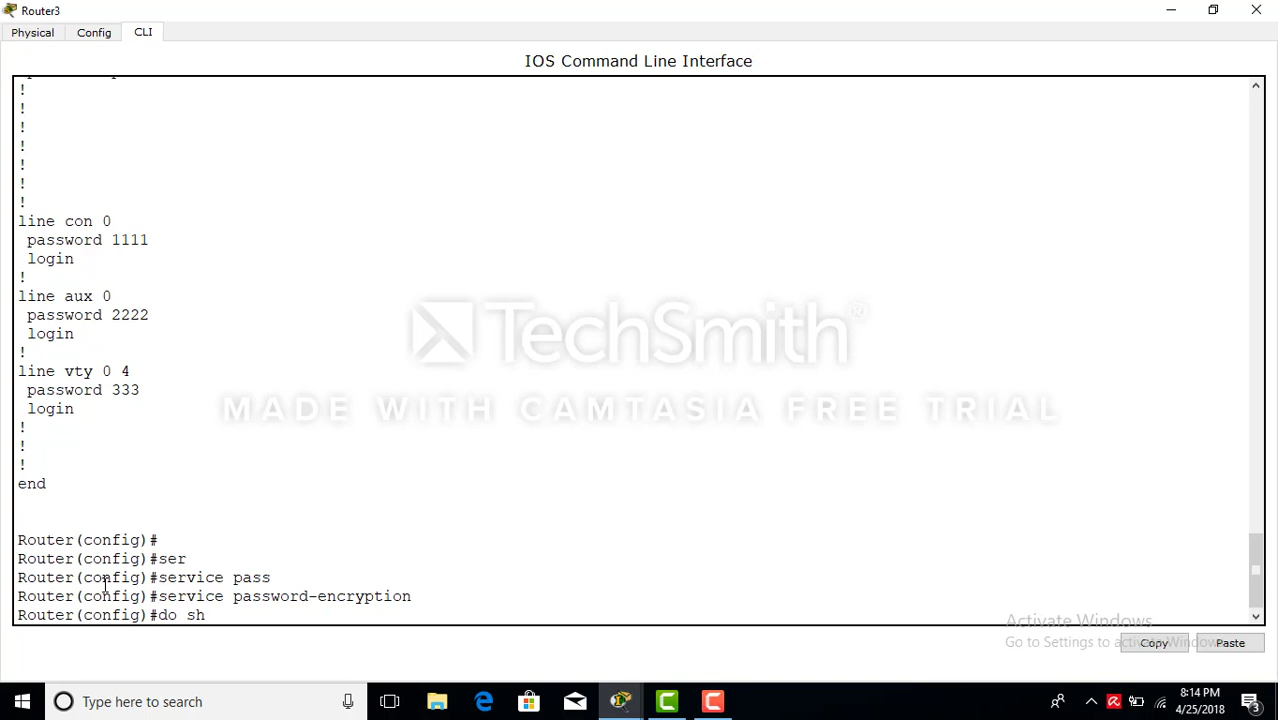 Router3
Physical
Config
CLI
IOS Command Line Interface
!
!
!
!
!
!
!
line con 0
password 1111
login
!
line aux 0
password 2222
login
!
line vty 0 4
password 333
login
!
!
!
end
Router(config)#
Router(config)#ser
Router(config)#service pass
Router(config)#service password-encryption
Router(config)#do sh
TechSmith®
MADE WITH CAMTASIA FREE TRIAL
Activate Windows
Go to Settings to activate Windows.
Copy
Paste
Type here to search
8:14 PM
4/25/2018
3